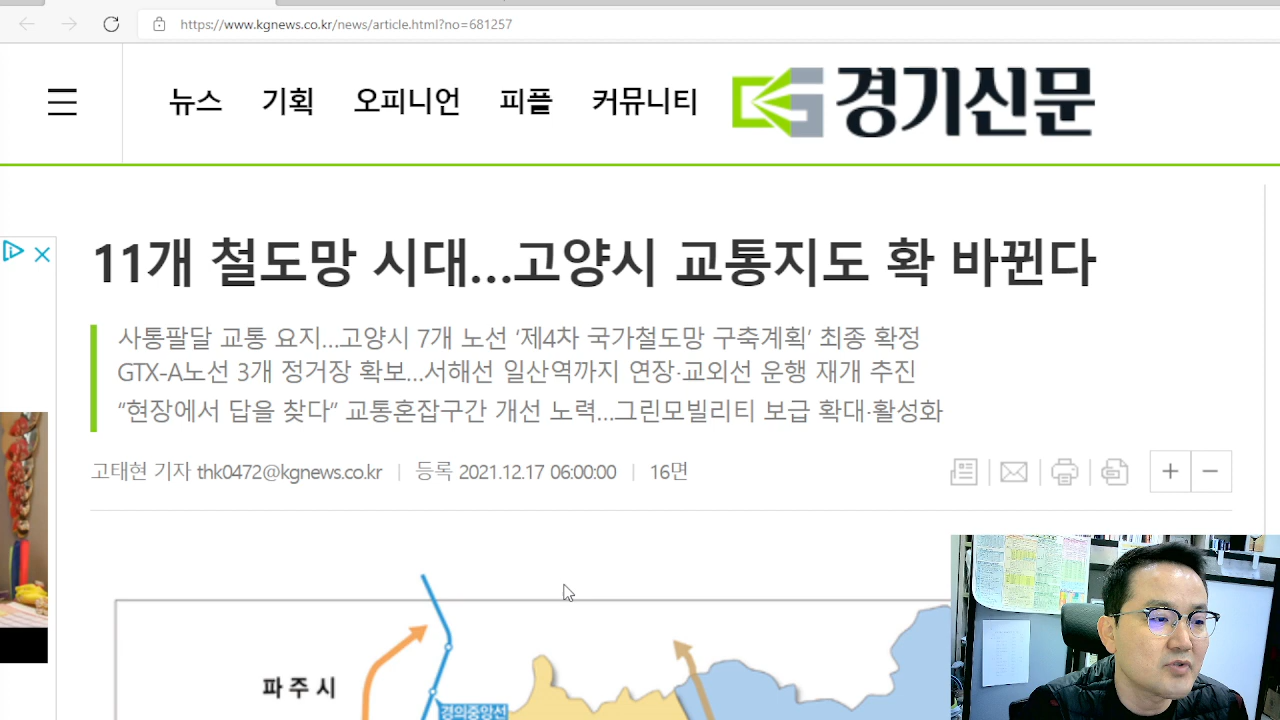 https://www.kgnews.co.kr/news/article.html?no=681257
뉴스 기획 오피니언 피플 커뮤니티 경기신문
11개 철도망 시대...고양시 교통지도 확 바뀐다
사통팔달 교통 요지...고양시 7개 노선 ‘제4차 국가철도망 구축계획’ 최종 확정
GTX-A노선 3개 정거장 확보...서해선 일산역까지 연장·교외선 운행 재개 추진
“현장에서 답을 찾다” 교통혼잡구간 개선 노력...그린모빌리티 보급 확대·활성화
고태현 기자 thk0472@kgnews.co.kr 등록 2021.12.17 06:00:00 16면
파주시
경의중앙선